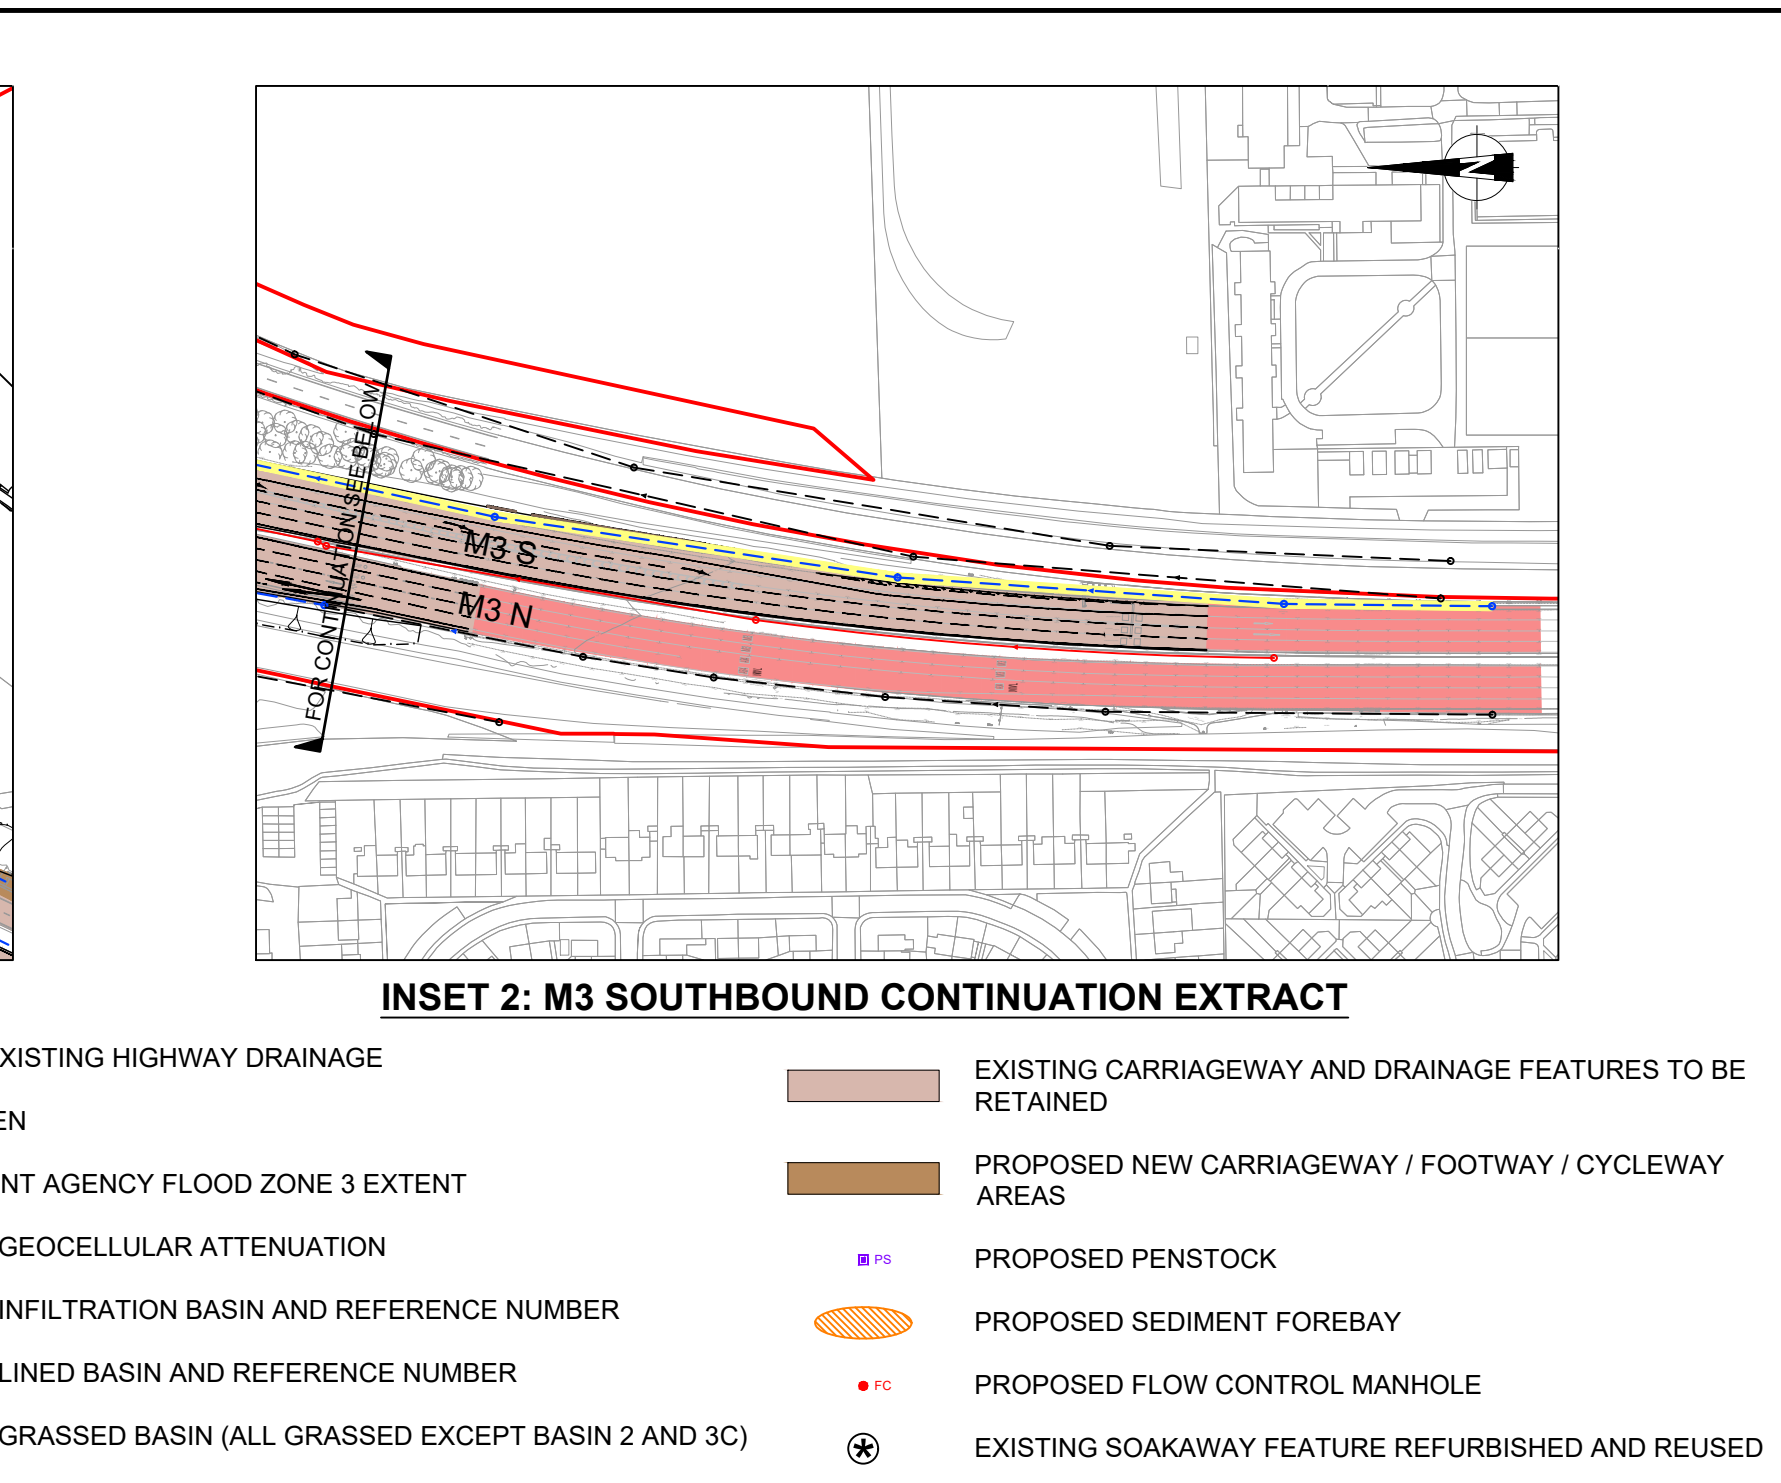 N
FOR CONTINUATION SEE BELOW
M3 S
M3 N
INSET 2: M3 SOUTHBOUND CONTINUATION EXTRACT
XISTING HIGHWAY DRAINAGE
EN
NT AGENCY FLOOD ZONE 3 EXTENT
GEOCELLULAR ATTENUATION
INFILTRATION BASIN AND REFERENCE NUMBER
LINED BASIN AND REFERENCE NUMBER
GRASSED BASIN (ALL GRASSED EXCEPT BASIN 2 AND 3C)
EXISTING CARRIAGEWAY AND DRAINAGE FEATURES TO BE
RETAINED
PROPOSED NEW CARRIAGEWAY / FOOTWAY / CYCLEWAY
AREAS
PS PROPOSED PENSTOCK
PROPOSED SEDIMENT FOREBAY
FC PROPOSED FLOW CONTROL MANHOLE
EXISTING SOAKAWAY FEATURE REFURBISHED AND REUSED